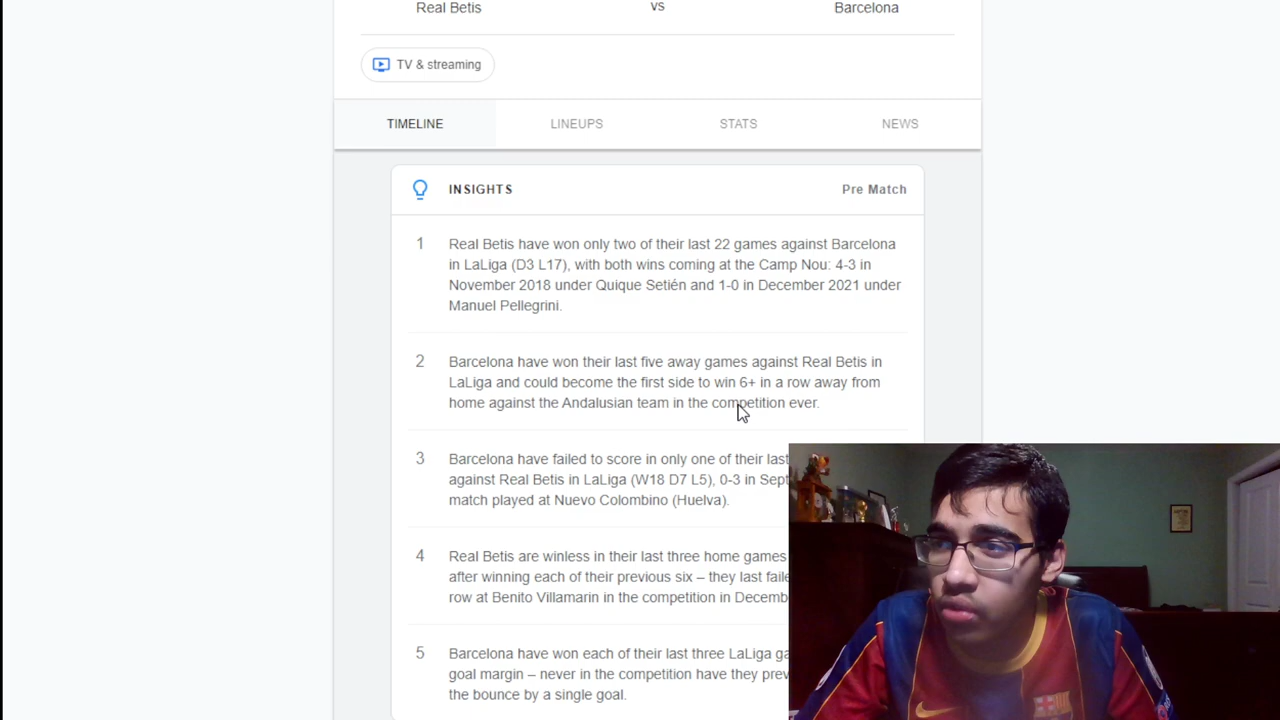 Real Betis vs Barcelona
TV & streaming
TIMELINE LINEUPS STATS NEWS
INSIGHTS Pre Match
1 Real Betis have won only two of their last 22 games against Barcelona
in LaLiga (D3 L17), with both wins coming at the Camp Nou: 4-3 in
November 2018 under Quique Setién and 1-0 in December 2021 under
Manuel Pellegrini.
2 Barcelona have won their last five away games against Real Betis in
LaLiga and could become the first side to win 6+ in a row away from
home against the Andalusian team in the competition ever.
3 Barcelona have failed to score in only one of their last
against Real Betis in LaLiga (W18 D7 L5), 0-3 in Sept
match played at Nuevo Colombino (Huelva).
4 Real Betis are winless in their last three home games
after winning each of their previous six – they last faile
row at Benito Villamarin in the competition in Decemb
5 Barcelona have won each of their last three LaLiga ga
goal margin – never in the competition have they prev
the bounce by a single goal.